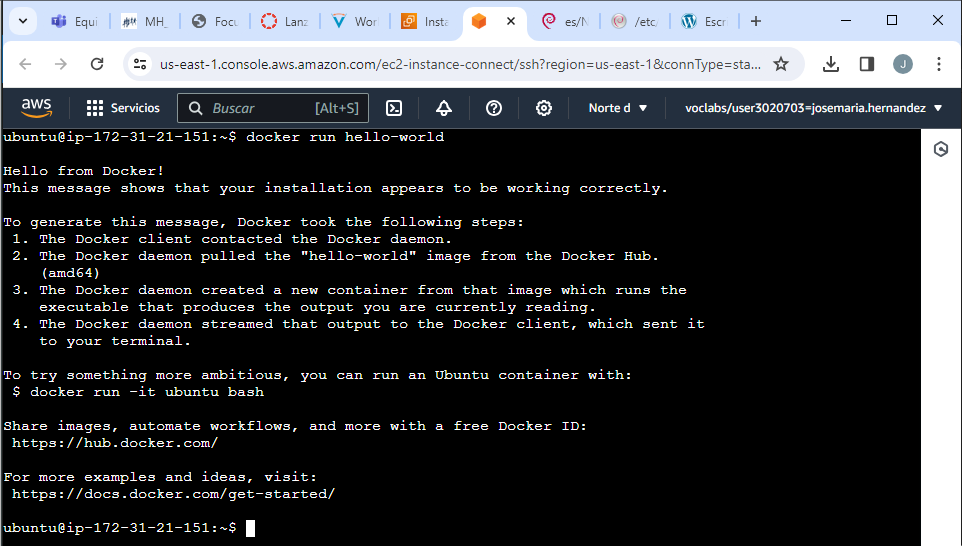 Equi
MH_
Focu
Lanz
Wor
Insta
es/N
/etc/
Escri
us-east-1.console.aws.amazon.com/ec2-instance-connect/ssh?region=us-east-1&connType=sta...
J
aws
Servicios
Buscar
[Alt+S]
Norte d
voclabs/user3020703=josemaria.hernandez
ubuntu@ip-172-31-21-151:~$ docker run hello-world
Hello from Docker!
This message shows that your installation appears to be working correctly.
To generate this message, Docker took the following steps:
1. The Docker client contacted the Docker daemon.
2. The Docker daemon pulled the "hello-world" image from the Docker Hub.
(amd64)
3. The Docker daemon created a new container from that image which runs the
executable that produces the output you are currently reading.
4. The Docker daemon streamed that output to the Docker client, which sent it
to your terminal.
To try something more ambitious, you can run an Ubuntu container with:
$ docker run -it ubuntu bash
Share images, automate workflows, and more with a free Docker ID:
https://hub.docker.com/
For more examples and ideas, visit:
https://docs.docker.com/get-started/
ubuntu@ip-172-31-21-151:~$